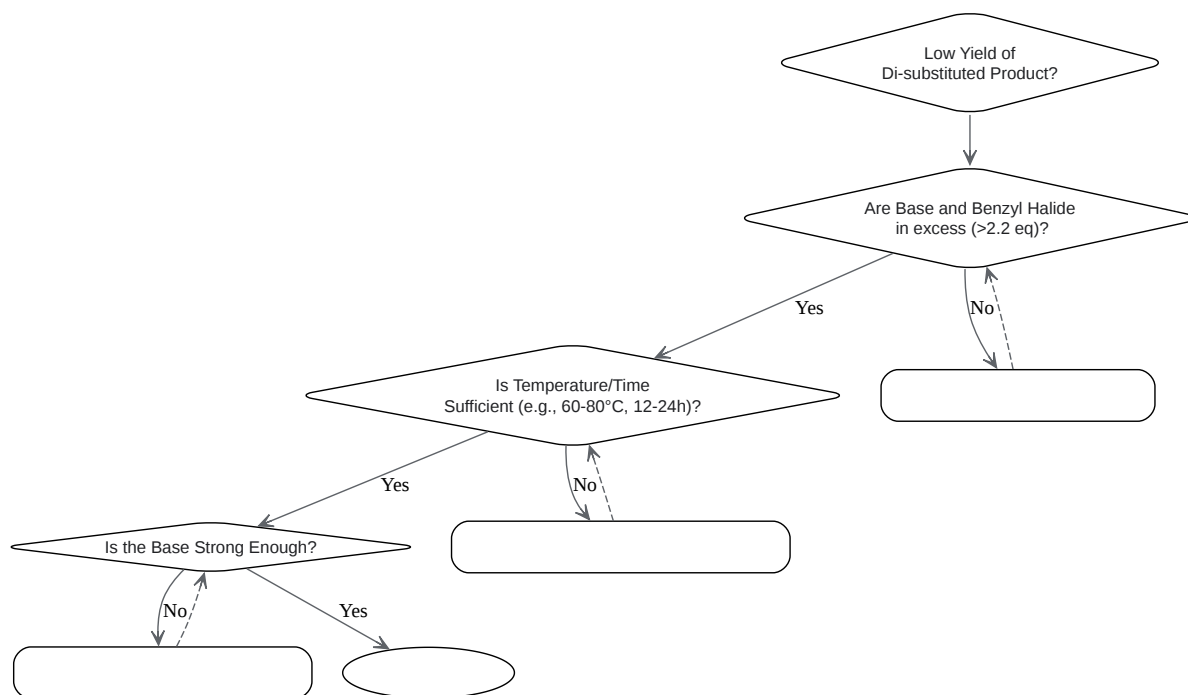 Low Yield of
Di-substituted Product?
Are Base and Benzyl Halide
in excess (>2.2 eq)?
Yes
No
Is Temperature/Time
Sufficient (e.g., 60-80°C, 12-24h)?
Yes
No
Is the Base Strong Enough?
No
Yes